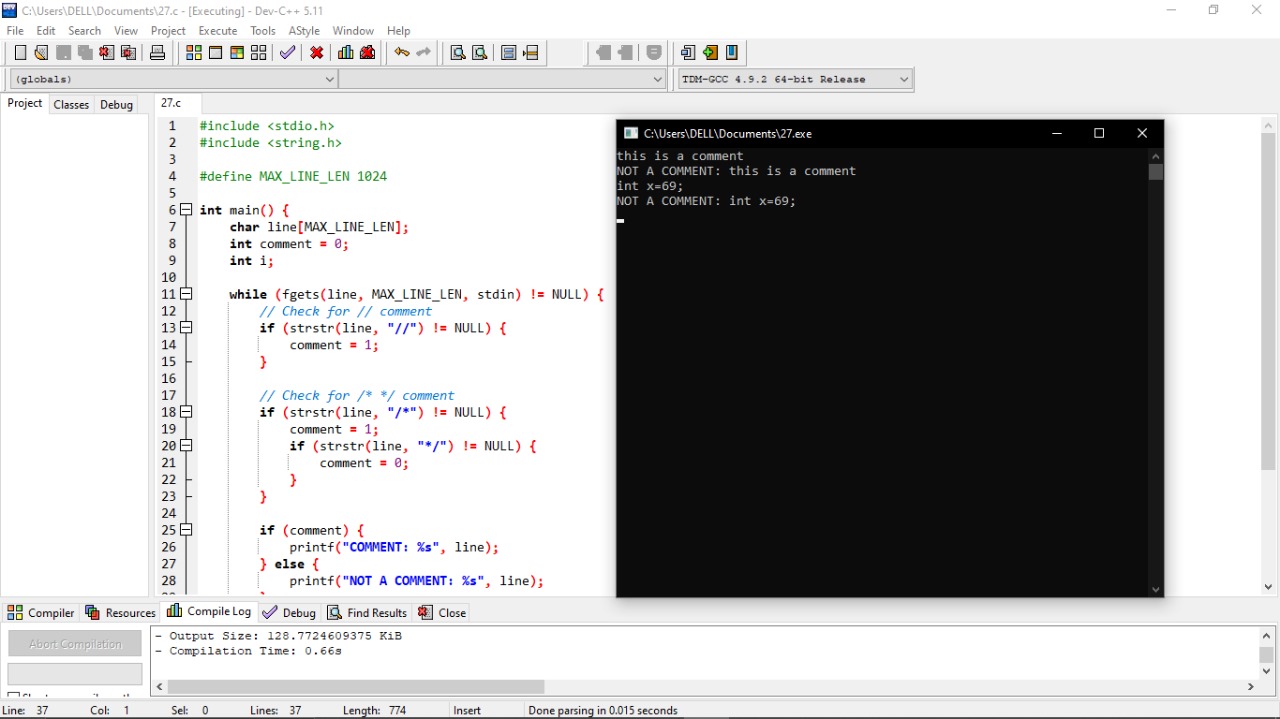 C:\Users\DELL\Documents\27.c - [Executing] - Dev-C++ 5.11
File Edit Search View Project Execute Tools AStyle Window Help
(globals)
TDM-GCC 4.9.2 64-bit Release
Project Classes Debug
27.c
1 #include <stdio.h>
2 #include <string.h>
3
4 #define MAX_LINE_LEN 1024
5
6 int main() {
7 char line[MAX_LINE_LEN];
8 int comment = 0;
9 int i;
10
11 while (fgets(line, MAX_LINE_LEN, stdin) != NULL) {
12 // Check for // comment
13 if (strstr(line, "//") != NULL) {
14 comment = 1;
15 }
16
17 // Check for /* */ comment
18 if (strstr(line, "/*") != NULL) {
19 comment = 1;
20 if (strstr(line, "*/") != NULL) {
21 comment = 0;
22 }
23 }
24
25 if (comment) {
26 printf("COMMENT: %s", line);
27 } else {
28 printf("NOT A COMMENT: %s", line);
C:\Users\DELL\Documents\27.exe
this is a comment
NOT A COMMENT: this is a comment
int x=69;
NOT A COMMENT: int x=69;
Compiler Resources Compile Log Debug Find Results Close
Abort Compilation
- Output Size: 128.7724609375 KiB
- Compilation Time: 0.66s
Line: 37 Col: 1 Sel: 0 Lines: 37 Length: 774 Insert Done parsing in 0.015 seconds